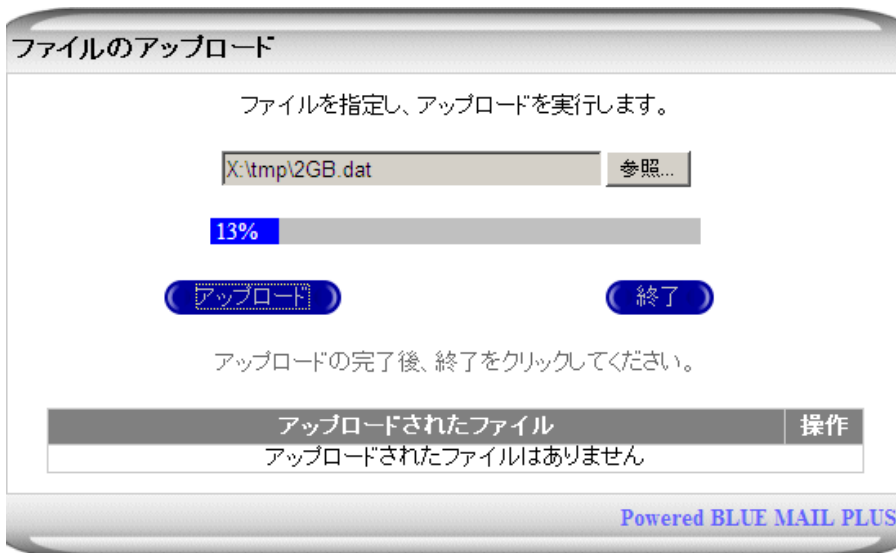 ファイルのアップロード
ファイルを指定し、アップロードを実行します。
X:\tmp\2GB.dat 参照...
13%
アップロード 終了
アップロードの完了後、終了をクリックしてください。
アップロードされたファイル 操作
アップロードされたファイルはありません
Powered BLUE MAIL PLUS